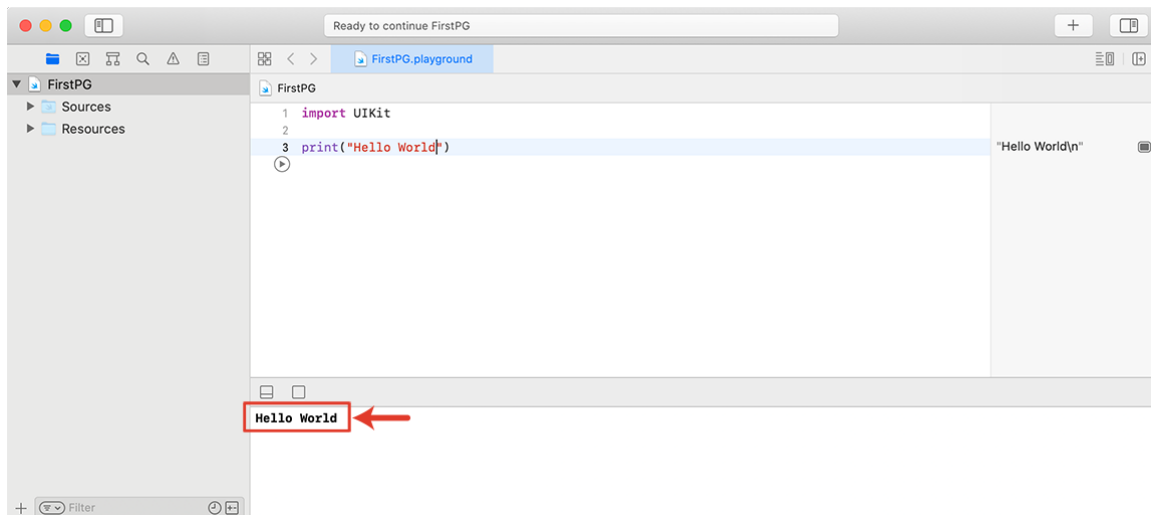 Ready to continue FirstPG
FirstPG.playground
FirstPG
Sources
Resources
FirstPG
1 import UIKit
2
3 print("Hello World")
"Hello World\n"
Hello World
Filter